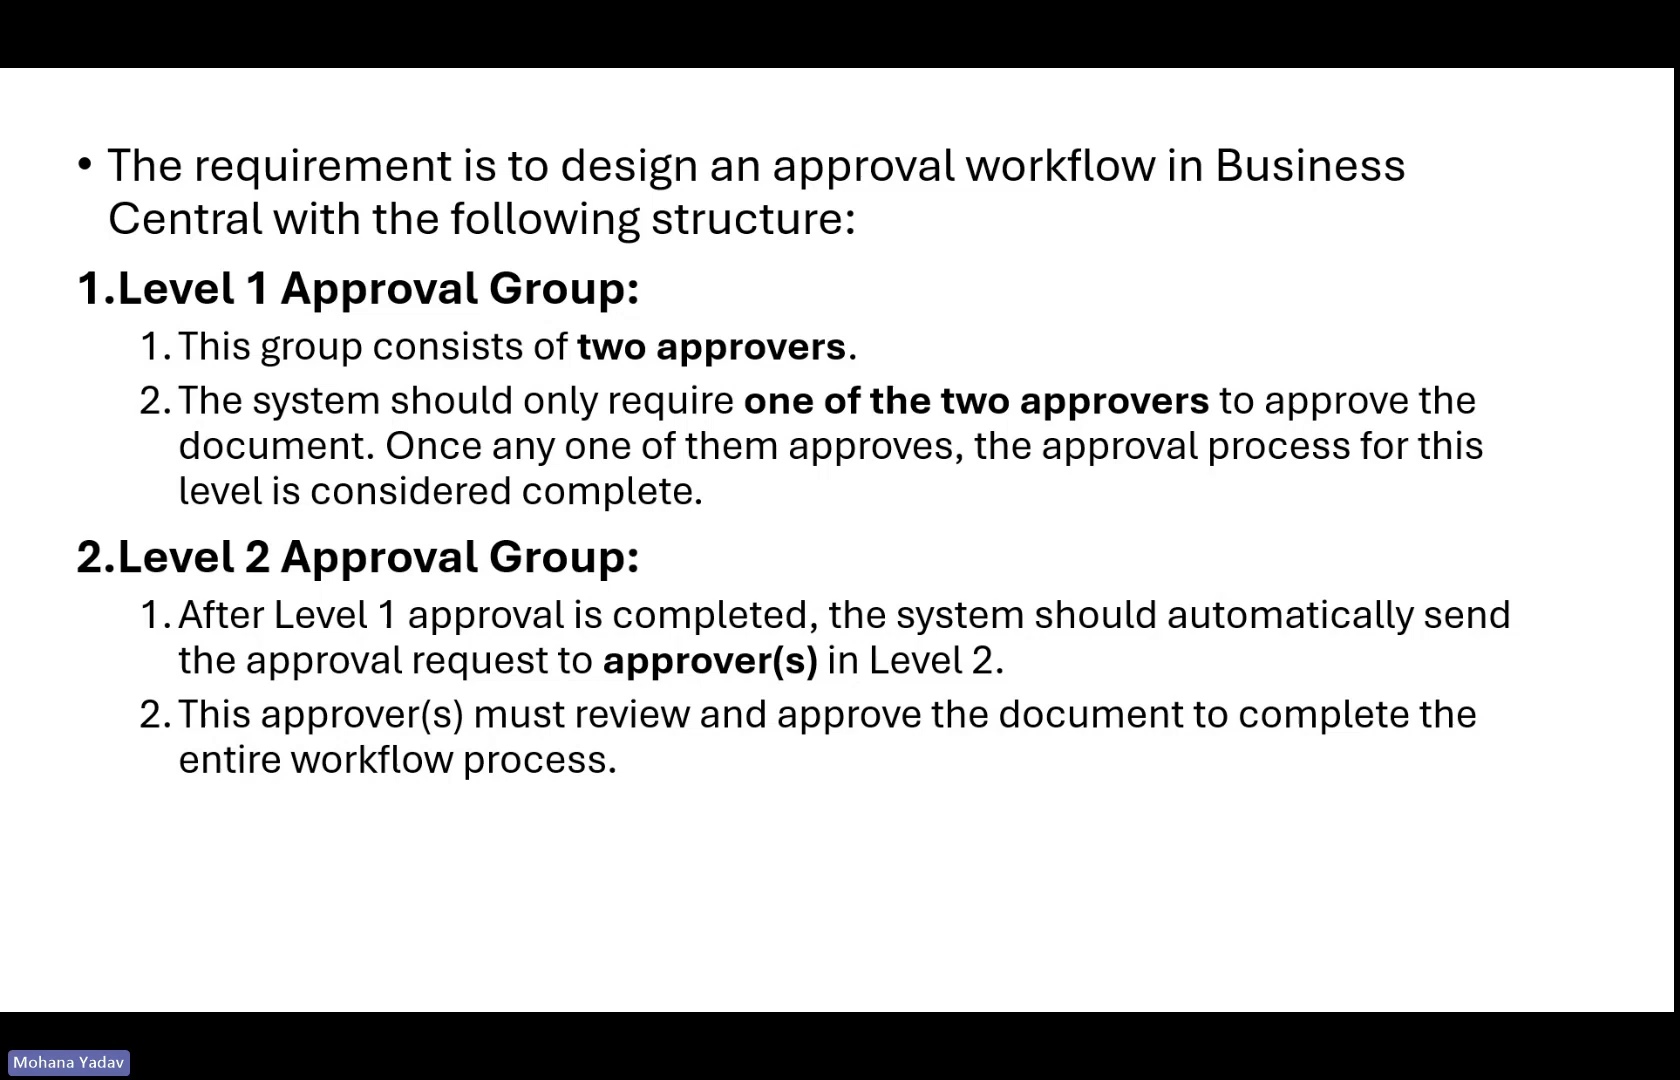 • The requirement is to design an approval workflow in Business
Central with the following structure:
1.Level 1 Approval Group:
1. This group consists of two approvers.
2. The system should only require one of the two approvers to approve the
document. Once any one of them approves, the approval process for this
level is considered complete.
2.Level 2 Approval Group:
1. After Level 1 approval is completed, the system should automatically send
the approval request to approver(s) in Level 2.
2. This approver(s) must review and approve the document to complete the
entire workflow process.
Mohana Yadav